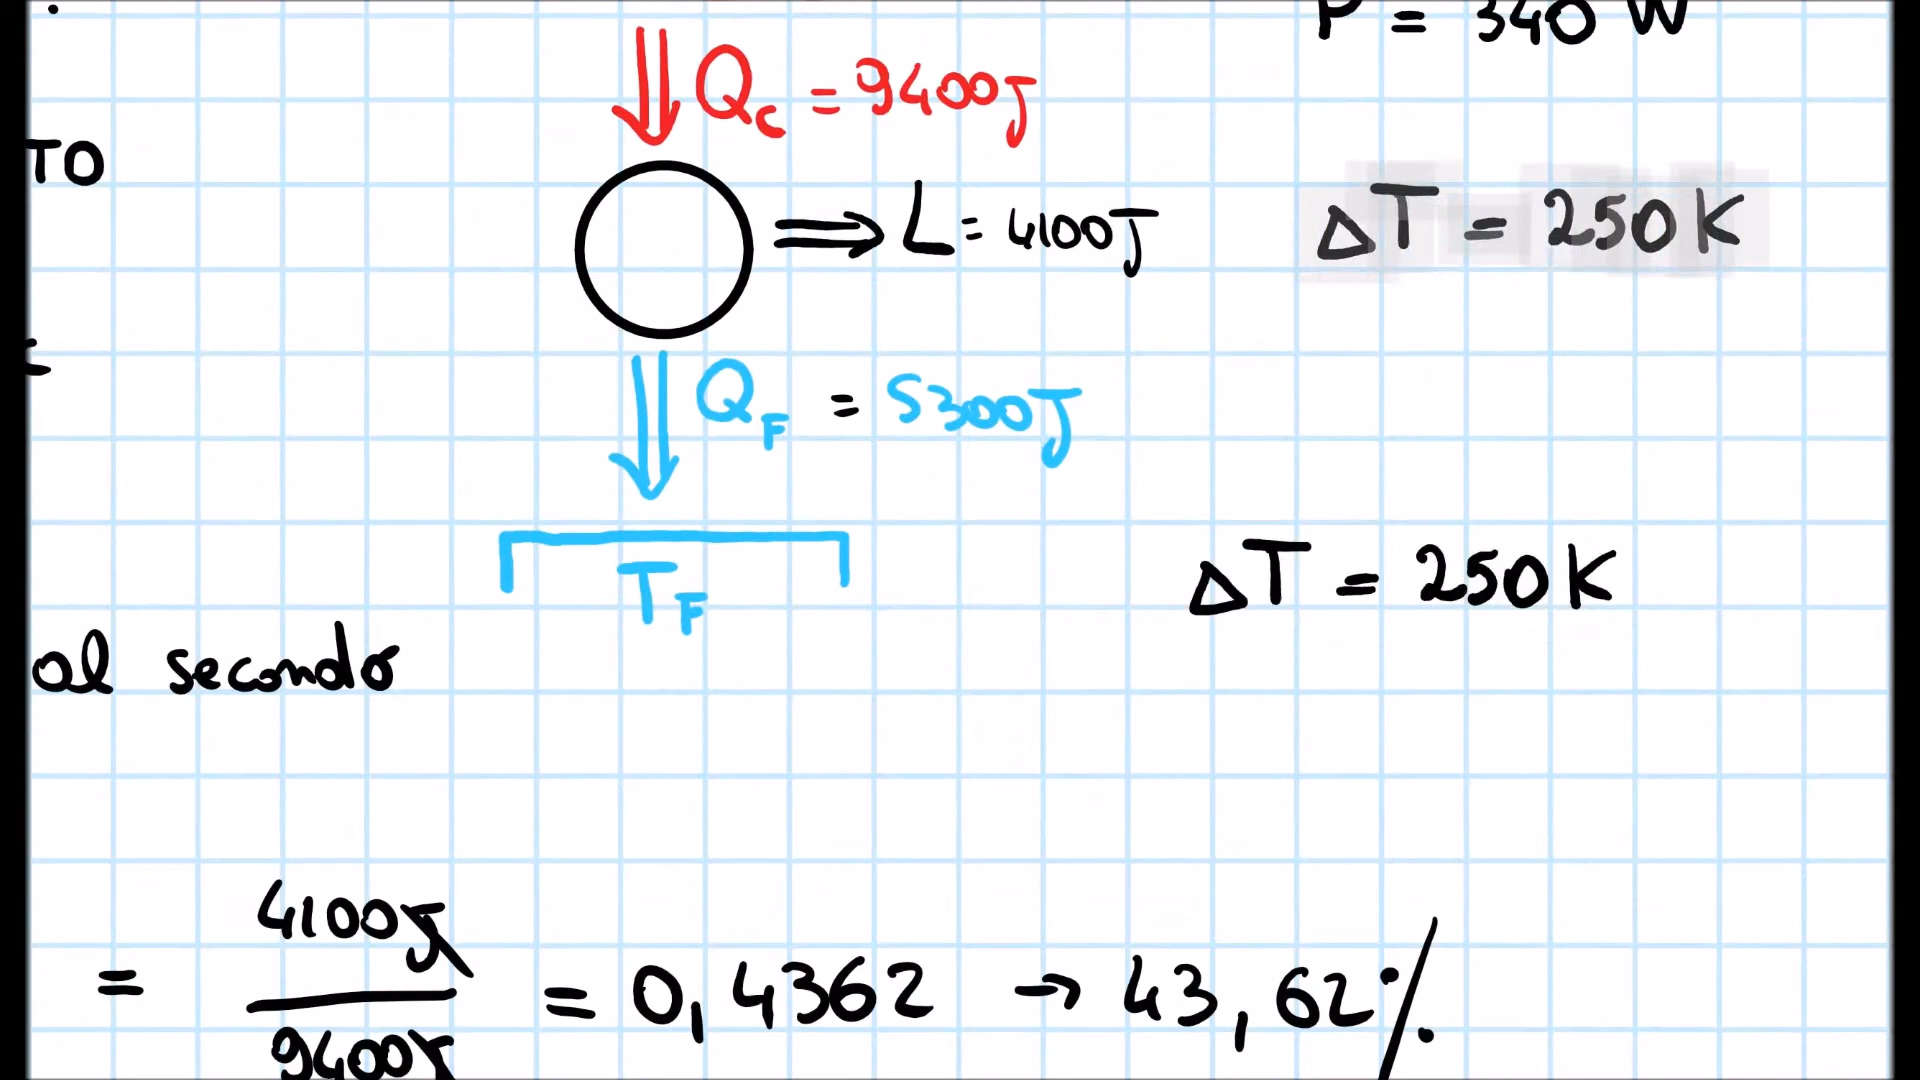 P = 340 W
Qc = 9400J
TO
L = 4100J
ΔT = 250K
QF = 5300J
ΔT = 250K
TF
al secondo
= 4100J / 9400J = 0,4362 → 43,62%